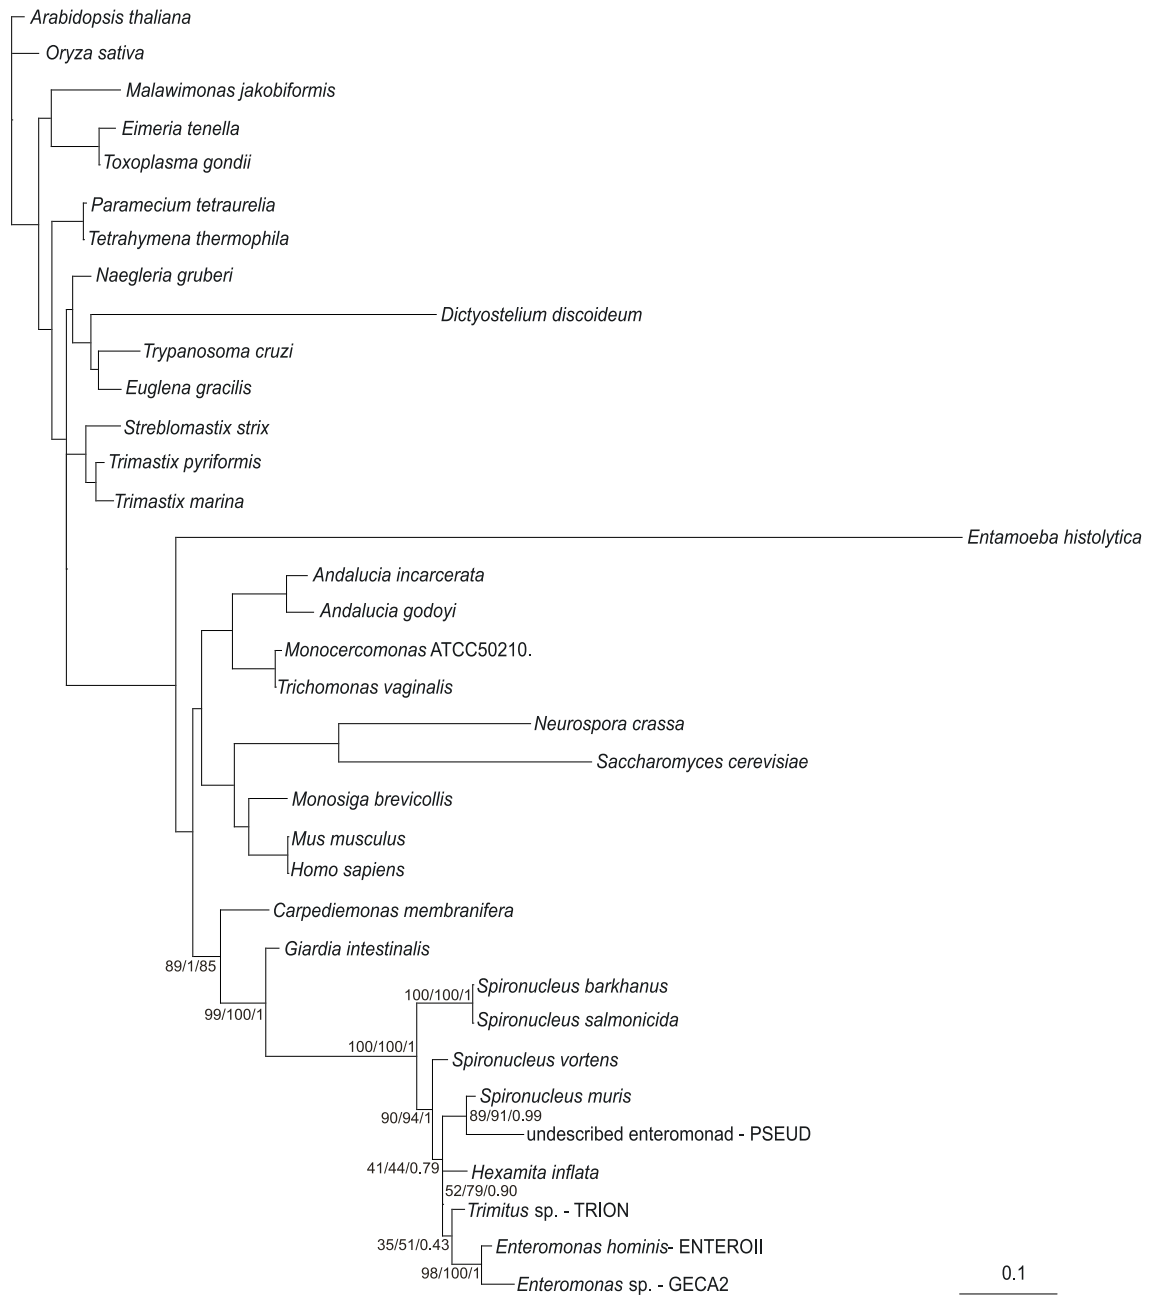 Arabidopsis thaliana
Oryza sativa
Malawimonas jakobiformis
Eimeria tenella
Toxoplasma gondii
Paramecium tetraurelia
Tetrahymena thermophila
Naegleria gruberi
Dictyostelium discoideum
Trypanosoma cruzi
Euglena gracilis
Streblomastix strix
Trimastix pyriformis
Trimastix marina
Entamoeba histolytica
Andalucia incarcerata
Andalucia godoyi
Monocercomonas ATCC50210.
Trichomonas vaginalis
Neurospora crassa
Saccharomyces cerevisiae
Monosiga brevicollis
Mus musculus
Homo sapiens
Carpediemonas membranifera
Giardia intestinalis
89/1/85
Spironucleus barkhanus
100/100/1
99/100/1
Spironucleus salmonicida
100/100/1
Spironucleus vortens
Spironucleus muris
90/94/1
89/91/0.99
undescribed enteromonad - PSEUD
41/44/0.79
Hexamita inflata
52/79/0.90
Trimitus sp. - TRION
35/51/0.43
Enteromonas hominis- ENTEROII
98/100/1
Enteromonas sp. - GECA2
0.1